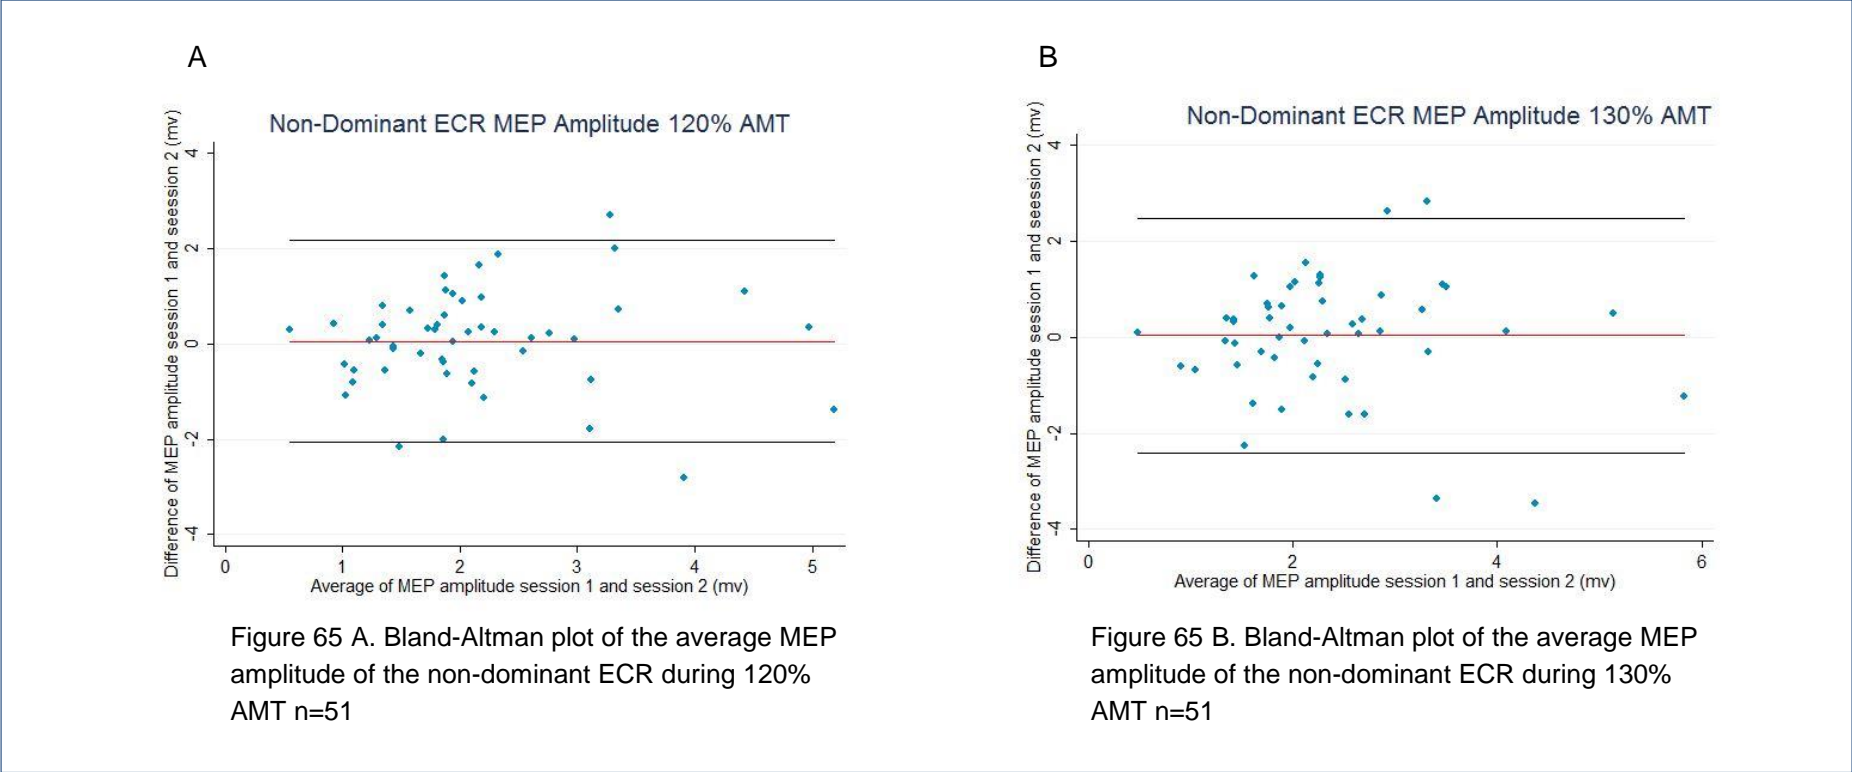 A
Non-Dominant ECR MEP Amplitude 120% AMT
Difference of MEP amplitude session 1 and seession 2 (mv)
4
2
0
-2
-4
0 1 2 3 4 5
Average of MEP amplitude session 1 and session 2 (mv)
Figure 65 A. Bland-Altman plot of the average MEP
amplitude of the non-dominant ECR during 120%
AMT n=51
B
Non-Dominant ECR MEP Amplitude 130% AMT
Difference of MEP amplitude session 1 and seession 2 (mv)
4
2
0
-2
-4
0 2 4 6
Average of MEP amplitude session 1 and session 2 (mv)
Figure 65 B. Bland-Altman plot of the average MEP
amplitude of the non-dominant ECR during 130%
AMT n=51